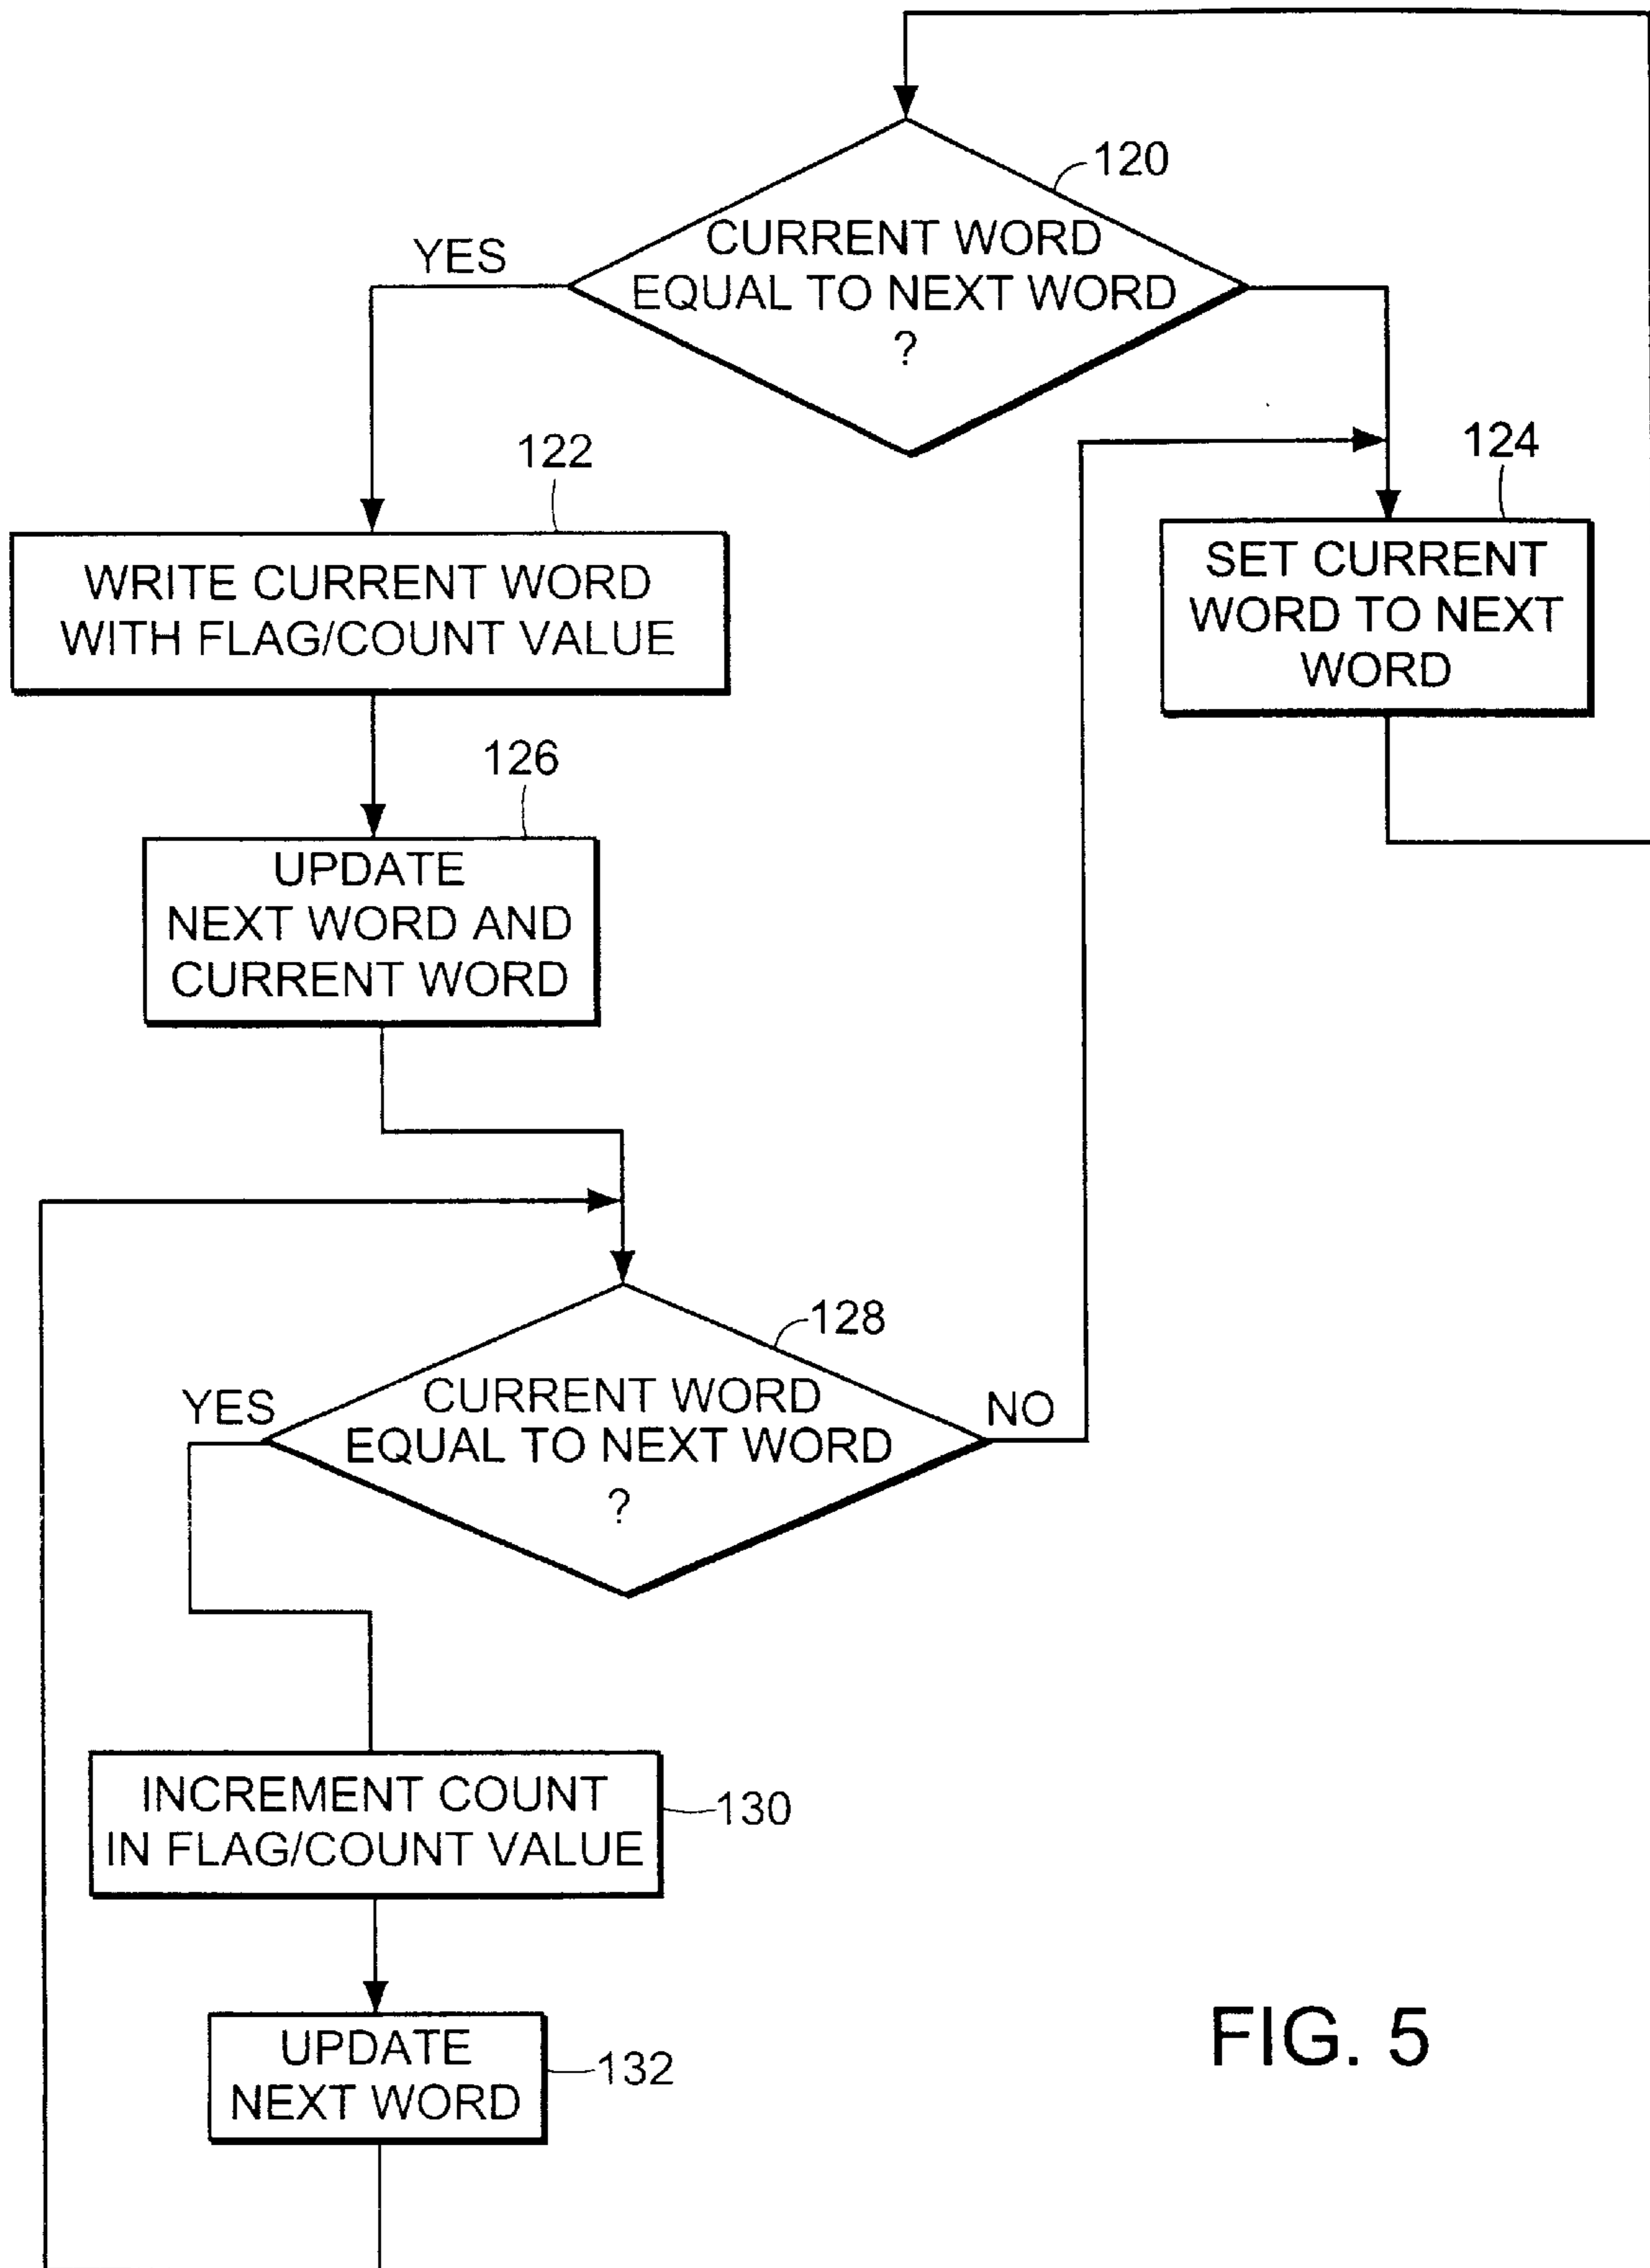 120
CURRENT WORD
EQUAL TO NEXT WORD
?
YES
122
WRITE CURRENT WORD
WITH FLAG/COUNT VALUE
124
SET CURRENT
WORD TO NEXT
WORD
126
UPDATE
NEXT WORD AND
CURRENT WORD
128
CURRENT WORD
EQUAL TO NEXT WORD
?
YES
NO
INCREMENT COUNT
IN FLAG/COUNT VALUE
130
UPDATE
NEXT WORD
132
FIG. 5